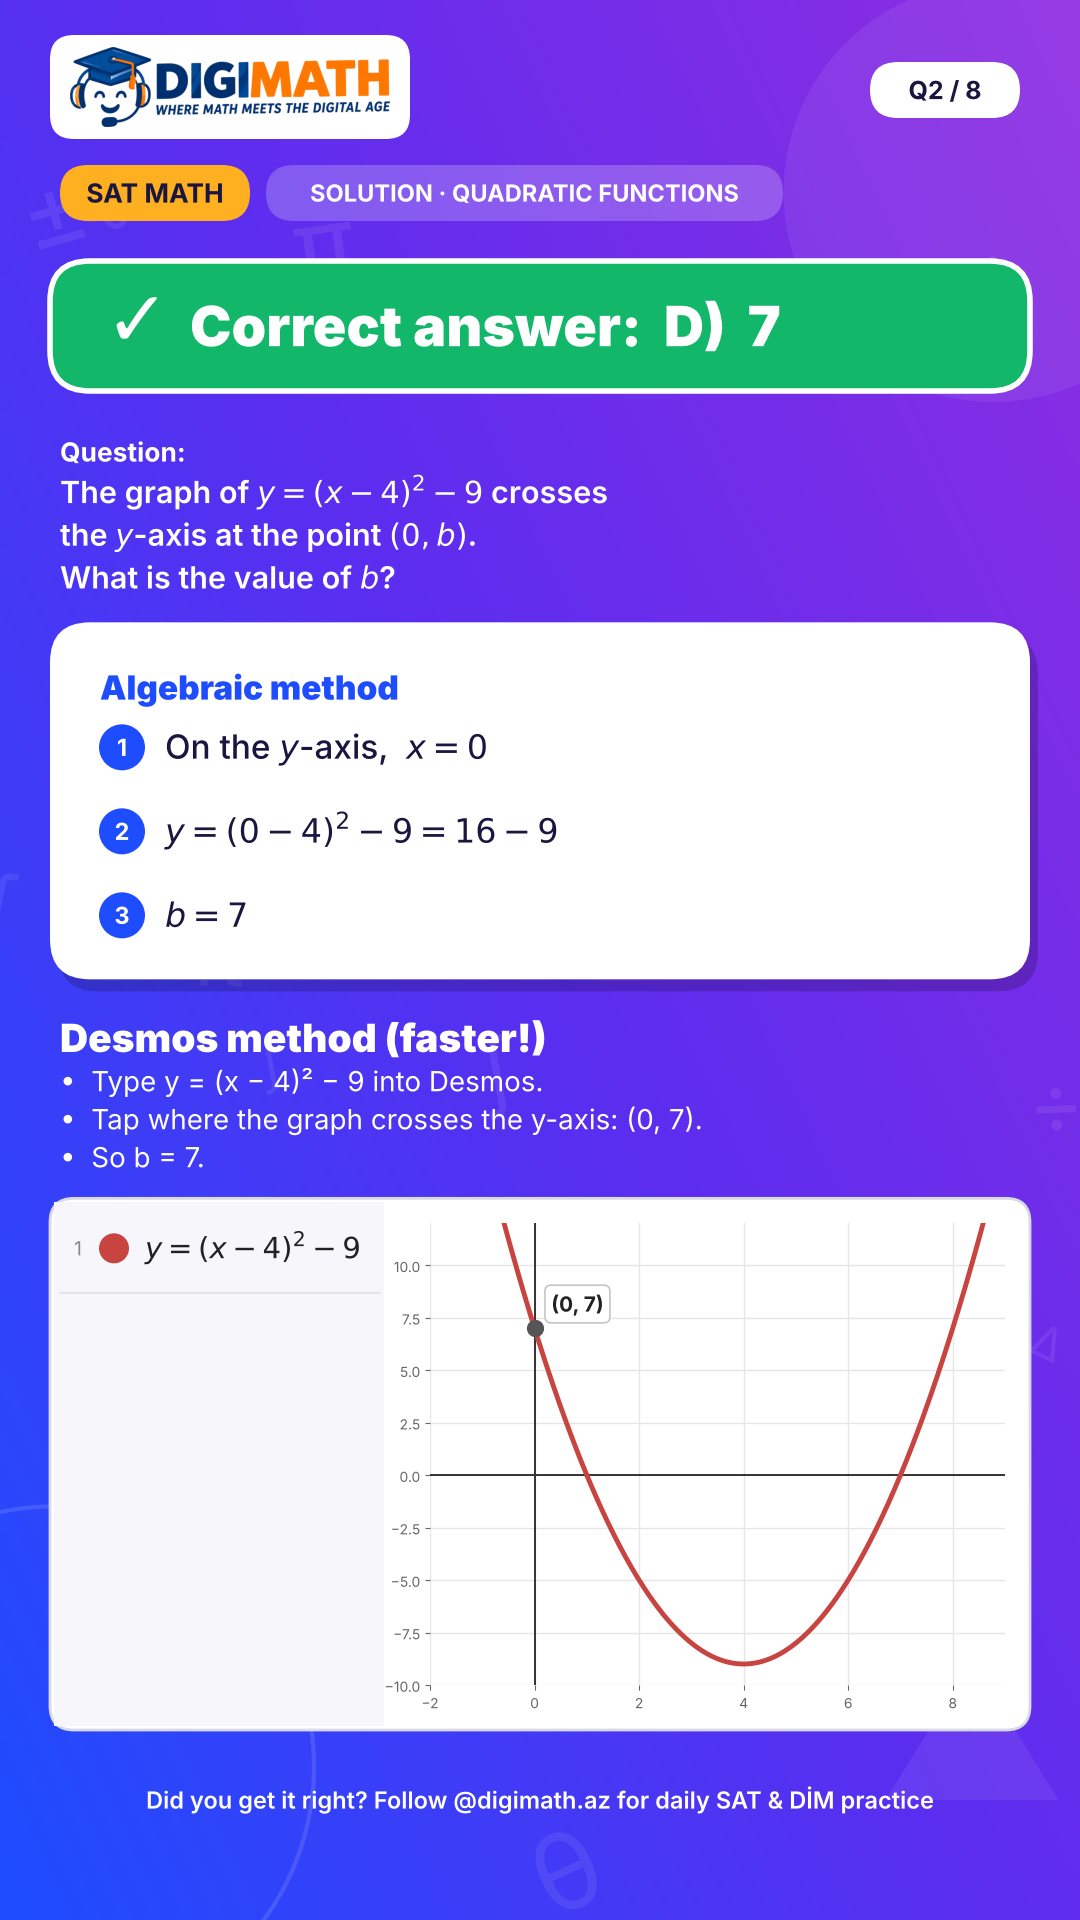 DIGIMATH
WHERE MATH MEETS THE DIGITAL AGE
Q2 / 8
SAT MATH
SOLUTION · QUADRATIC FUNCTIONS
✓ Correct answer: D) 7
Question:
The graph of y = (x − 4)² − 9 crosses
the y-axis at the point (0, b).
What is the value of b?
Algebraic method
1 On the y-axis, x = 0
2 y = (0 − 4)² − 9 = 16 − 9
3 b = 7
Desmos method (faster!)
• Type y = (x − 4)² − 9 into Desmos.
• Tap where the graph crosses the y-axis: (0, 7).
• So b = 7.
1 y = (x − 4)² − 9
10.0
(0, 7)
7.5
5.0
2.5
0.0
−2.5
−5.0
−7.5
−10.0
−2 0 2 4 6 8
Did you get it right? Follow @digimath.az for daily SAT & DİM practice